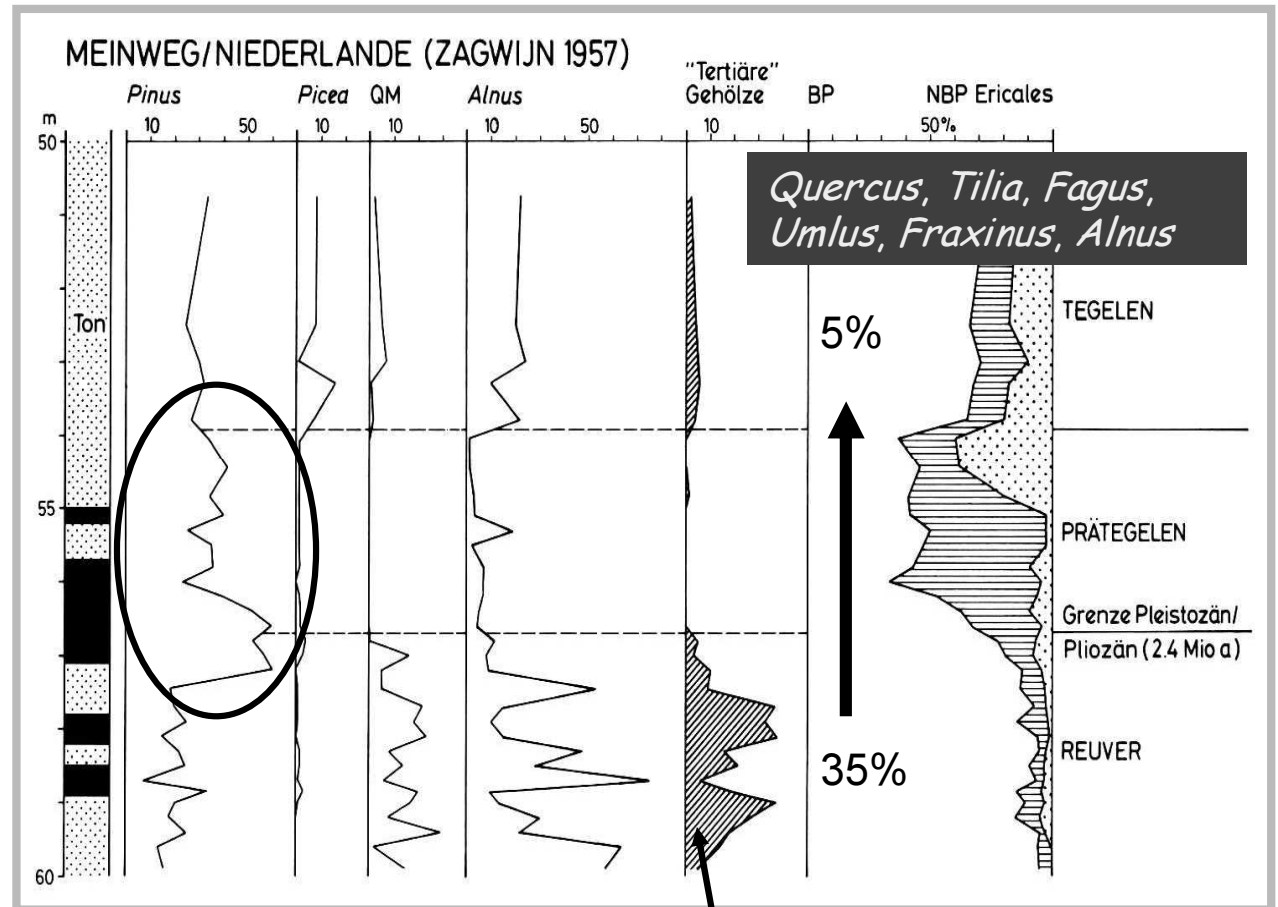 MEINWEG/NIEDERLANDE (ZAGWIJN 1957)
Pinus Picea QM Alnus "Tertiäre" Gehölze BP NBP Ericales
m 10 50 10 10 10 50 10 50%
50
Quercus, Tilia, Fagus,
Umlus, Fraxinus, Alnus
Ton
TEGELEN
5%
55
PRÄTEGELEN
Grenze Pleistozän/
Pliozän (2.4 Mio a)
REUVER
35%
60